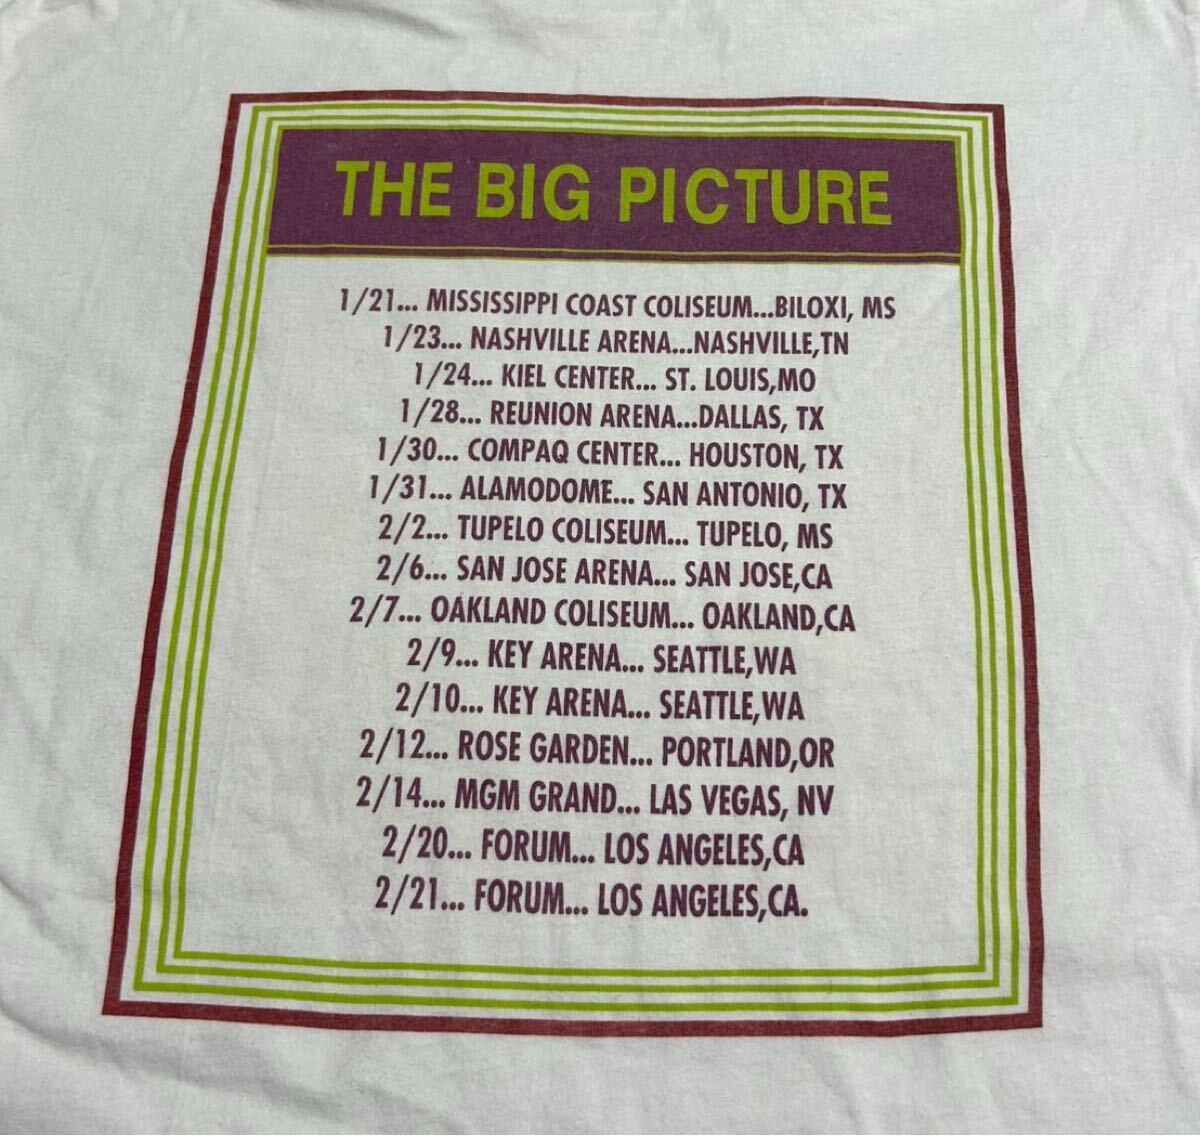 THE BIG PICTURE
1/21... MISSISSIPPI COAST COLISEUM...BILOXI, MS
1/23... NASHVILLE ARENA...NASHVILLE,TN
1/24... KIEL CENTER... ST. LOUIS,MO
1/28... REUNION ARENA...DALLAS, TX
1/30... COMPAQ CENTER... HOUSTON, TX
1/31... ALAMODOME... SAN ANTONIO, TX
2/2... TUPELO COLISEUM... TUPELO, MS
2/6... SAN JOSE ARENA... SAN JOSE,CA
2/7... OAKLAND COLISEUM... OAKLAND,CA
2/9... KEY ARENA... SEATTLE,WA
2/10... KEY ARENA... SEATTLE,WA
2/12... ROSE GARDEN... PORTLAND,OR
2/14... MGM GRAND... LAS VEGAS, NV
2/20... FORUM... LOS ANGELES,CA
2/21... FORUM... LOS ANGELES,CA.